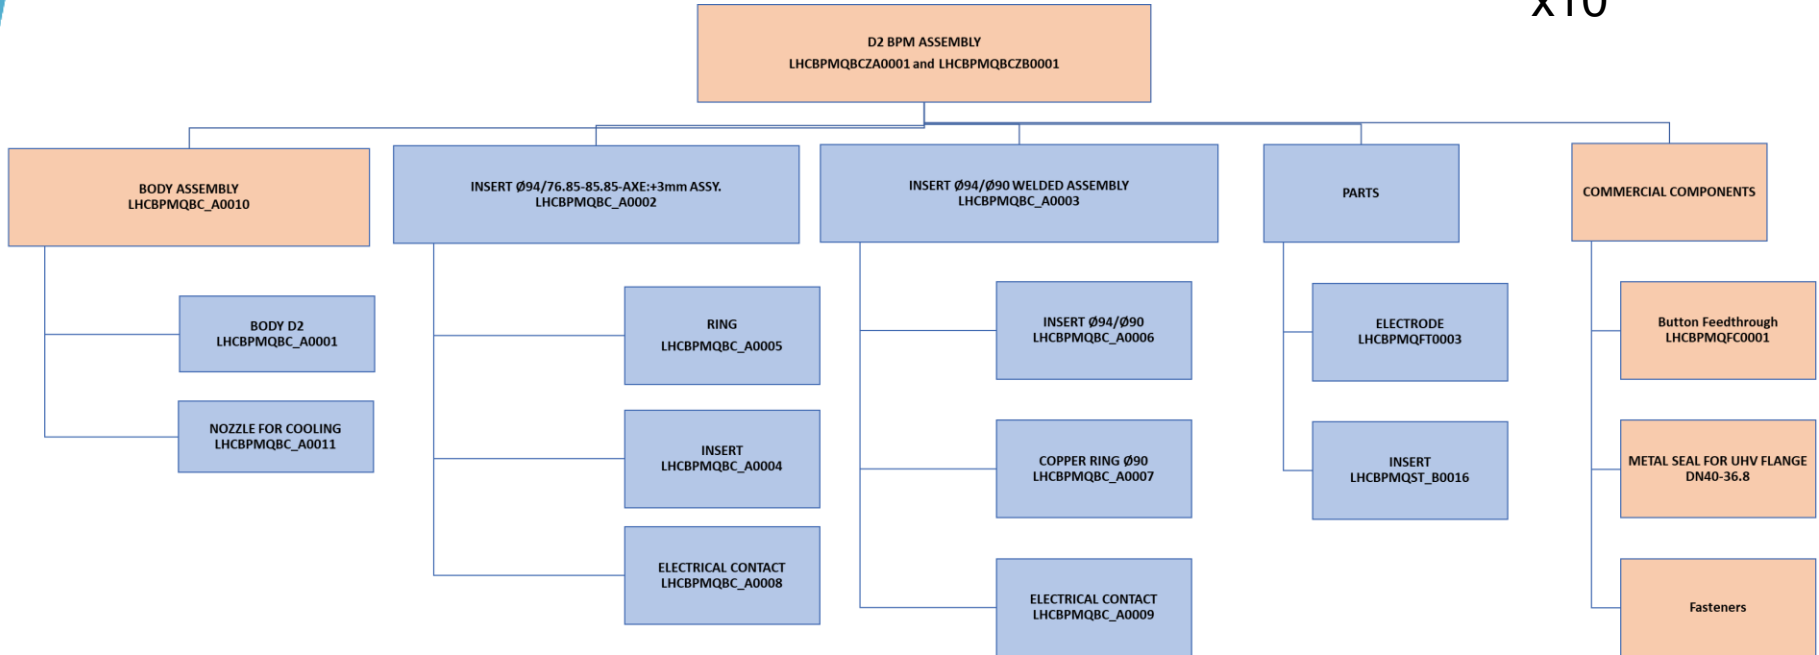 x10
D2 BPM ASSEMBLY
LHCBPMQBCZA0001 and LHCBPMQBCZB0001
BODY ASSEMBLY
LHCBPMQBC_A0010
INSERT Ø94/76.85-85.85-AXE:+3mm ASSY.
LHCBPMQBC_A0002
INSERT Ø94/Ø90 WELDED ASSEMBLY
LHCBPMQBC_A0003
PARTS
COMMERCIAL COMPONENTS
BODY D2
LHCBPMQBC_A0001
NOZZLE FOR COOLING
LHCBPMQBC_A0011
RING
LHCBPMQBC_A0005
INSERT
LHCBPMQBC_A0004
ELECTRICAL CONTACT
LHCBPMQBC_A0008
INSERT Ø94/Ø90
LHCBPMQBC_A0006
COPPER RING Ø90
LHCBPMQBC_A0007
ELECTRICAL CONTACT
LHCBPMQBC_A0009
ELECTRODE
LHCBPMQFT0003
INSERT
LHCBPMQST_B0016
Button Feedthrough
LHCBPMQFC0001
METAL SEAL FOR UHV FLANGE
DN40-36.8
Fasteners